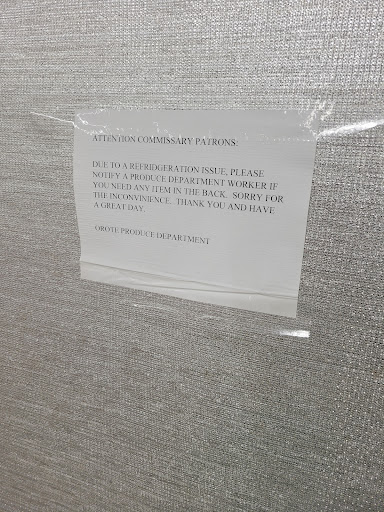 ATTENTION COMMISSARY PATRONS:
DUE TO A REFRIDGERATION ISSUE, PLEASE
NOTIFY A PRODUCE DEPARTMENT WORKER IF
YOU NEED ANY ITEM IN THE BACK. SORRY FOR
THE INCONVINIENCE. THANK YOU AND HAVE
A GREAT DAY.
OROTE PRODUCE DEPARTMENT